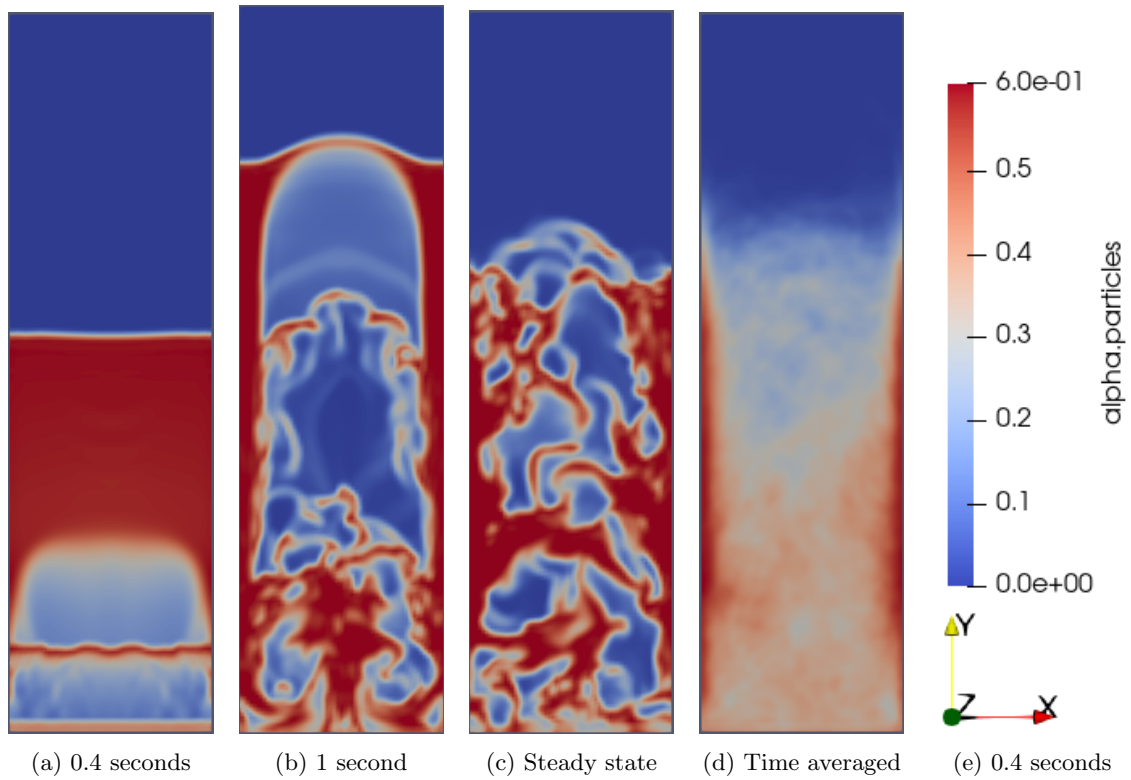 6.0e-01
0.5
0.4
0.3
0.2
0.1
0.0e+00
alpha.particles
Y
Z
X
(a) 0.4 seconds
(b) 1 second
(c) Steady state
(d) Time averaged
(e) 0.4 seconds